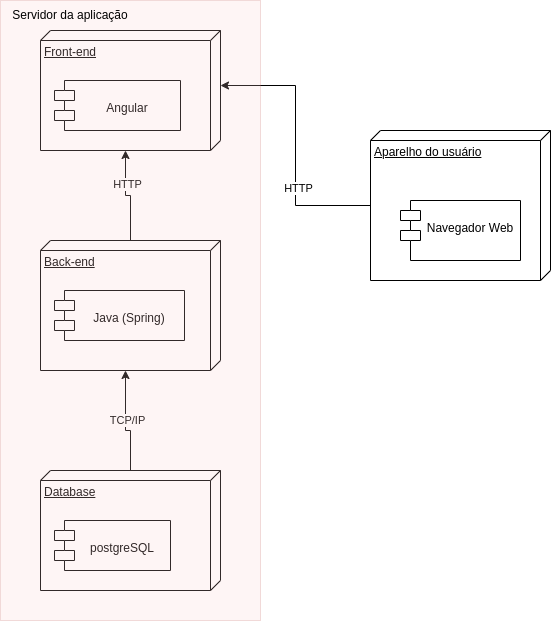 Servidor da aplicação
Front-end
Angular
HTTP
Aparelho do usuário
HTTP
Navegador Web
Back-end
Java (Spring)
TCP/IP
Database
postgreSQL